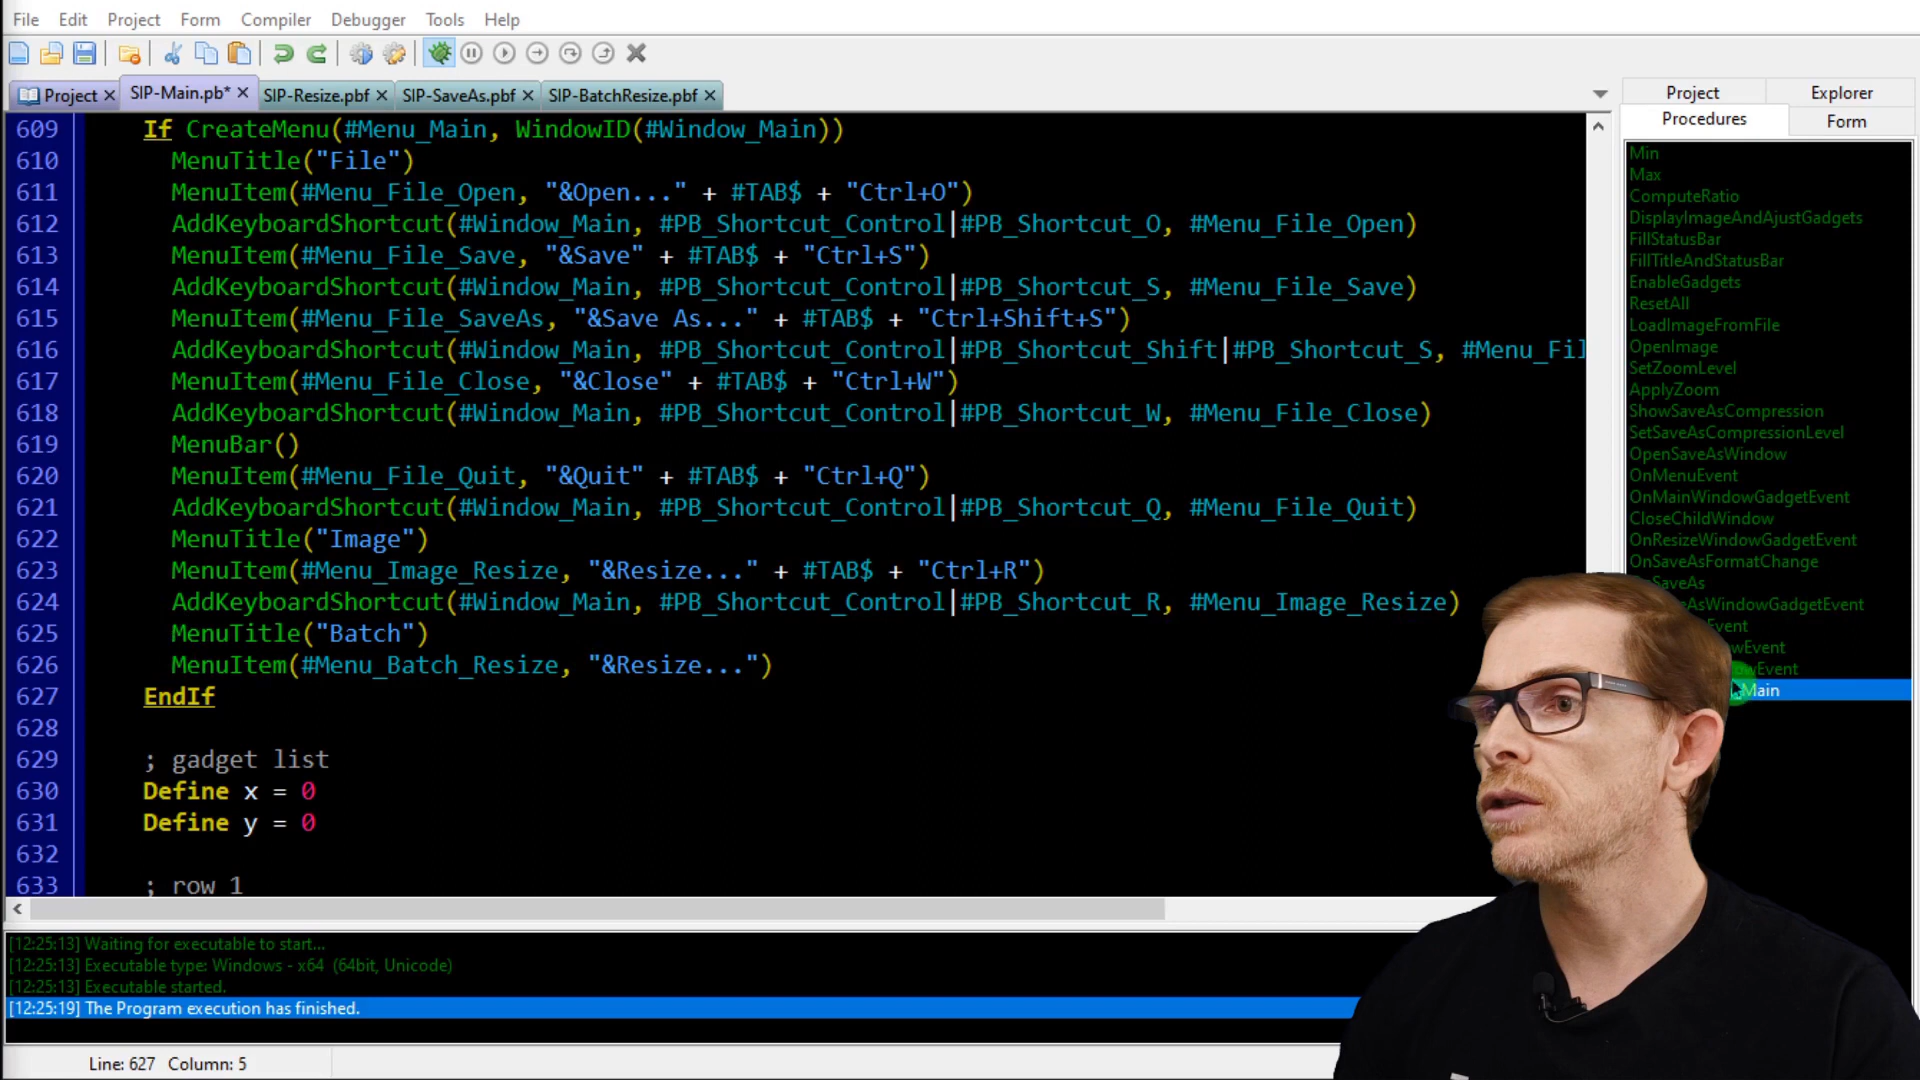 File Edit Project Form Compiler Debugger Tools Help
Project SIP-Main.pb* SIP-Resize.pbf SIP-SaveAs.pbf SIP-BatchResize.pbf
609 If CreateMenu(#Menu_Main, WindowID(#Window_Main))
610 MenuTitle("File")
611 MenuItem(#Menu_File_Open, "&Open..." + #TAB$ + "Ctrl+O")
612 AddKeyboardShortcut(#Window_Main, #PB_Shortcut_Control|#PB_Shortcut_O, #Menu_File_Open)
613 MenuItem(#Menu_File_Save, "&Save" + #TAB$ + "Ctrl+S")
614 AddKeyboardShortcut(#Window_Main, #PB_Shortcut_Control|#PB_Shortcut_S, #Menu_File_Save)
615 MenuItem(#Menu_File_SaveAs, "&Save As..." + #TAB$ + "Ctrl+Shift+S")
616 AddKeyboardShortcut(#Window_Main, #PB_Shortcut_Control|#PB_Shortcut_Shift|#PB_Shortcut_S, #Menu_Fil
617 MenuItem(#Menu_File_Close, "&Close" + #TAB$ + "Ctrl+W")
618 AddKeyboardShortcut(#Window_Main, #PB_Shortcut_Control|#PB_Shortcut_W, #Menu_File_Close)
619 MenuBar()
620 MenuItem(#Menu_File_Quit, "&Quit" + #TAB$ + "Ctrl+Q")
621 AddKeyboardShortcut(#Window_Main, #PB_Shortcut_Control|#PB_Shortcut_Q, #Menu_File_Quit)
622 MenuTitle("Image")
623 MenuItem(#Menu_Image_Resize, "&Resize..." + #TAB$ + "Ctrl+R")
624 AddKeyboardShortcut(#Window_Main, #PB_Shortcut_Control|#PB_Shortcut_R, #Menu_Image_Resize)
625 MenuTitle("Batch")
626 MenuItem(#Menu_Batch_Resize, "&Resize...")
627 EndIf
628
629 ; gadget list
630 Define x = 0
631 Define y = 0
632
633 ; row 1
[12:25:13] Waiting for executable to start...
[12:25:13] Executable type: Windows - x64 (64bit, Unicode)
[12:25:13] Executable started.
[12:25:19] The Program execution has finished.
Line: 627 Column: 5
Project Explorer
Procedures Form
Min
Max
ComputeRatio
DisplayImageAndAjustGadgets
FillStatusBar
FillTitleAndStatusBar
EnableGadgets
ResetAll
LoadImageFromFile
OpenImage
SetZoomLevel
ApplyZoom
ShowSaveAsCompression
SetSaveAsCompressionLevel
OpenSaveAsWindow
OnMenuEvent
OnMainWindowGadgetEvent
CloseChildWindow
OnResizeWindowGadgetEvent
OnSaveAsFormatChange
SaveAs
AsWindowGadgetEvent
Event
wEvent
owEvent
Main